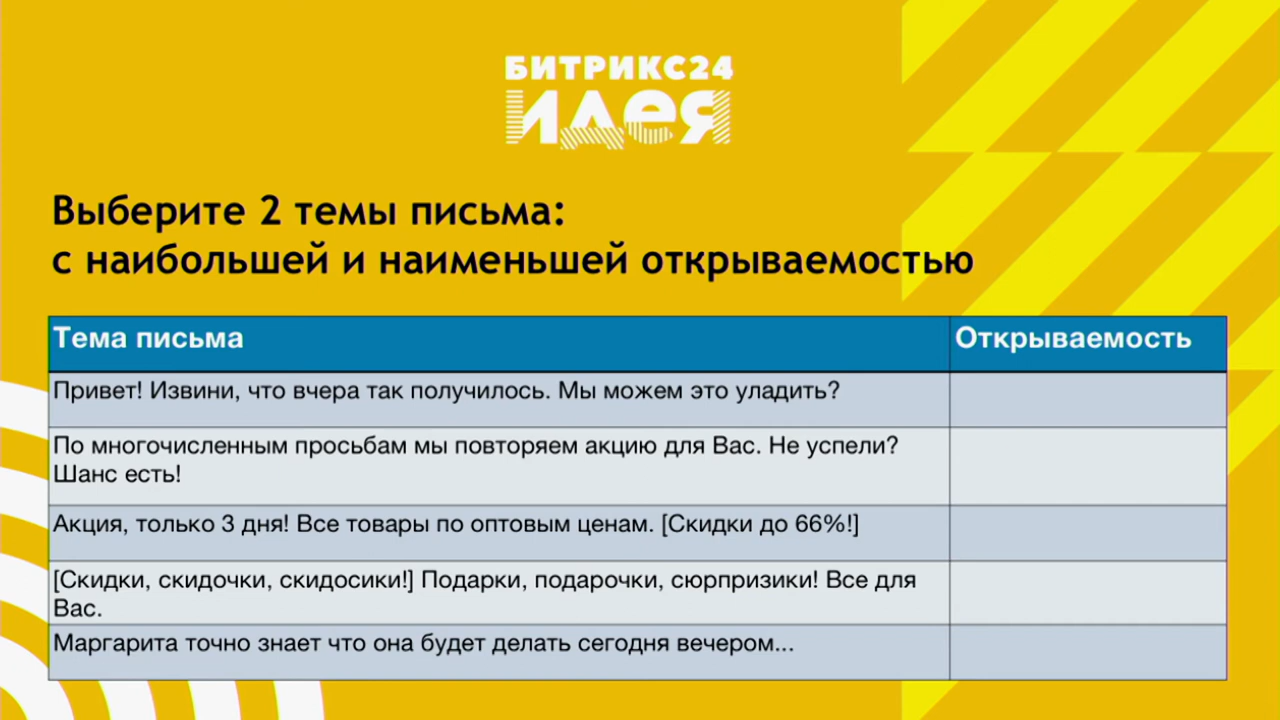 БИТРИКС24
идея
Выберите 2 темы письма:
с наибольшей и наименьшей открываемостью
Тема письма
Открываемость
Привет! Извини, что вчера так получилось. Мы можем это уладить?
По многочисленным просьбам мы повторяем акцию для Вас. Не успели?
Шанс есть!
Акция, только 3 дня! Все товары по оптовым ценам. [Скидки до 66%!]
[Скидки, скидочки, скидосики!] Подарки, подарочки, сюрпризики! Все для
Вас.
Маргарита точно знает что она будет делать сегодня вечером...